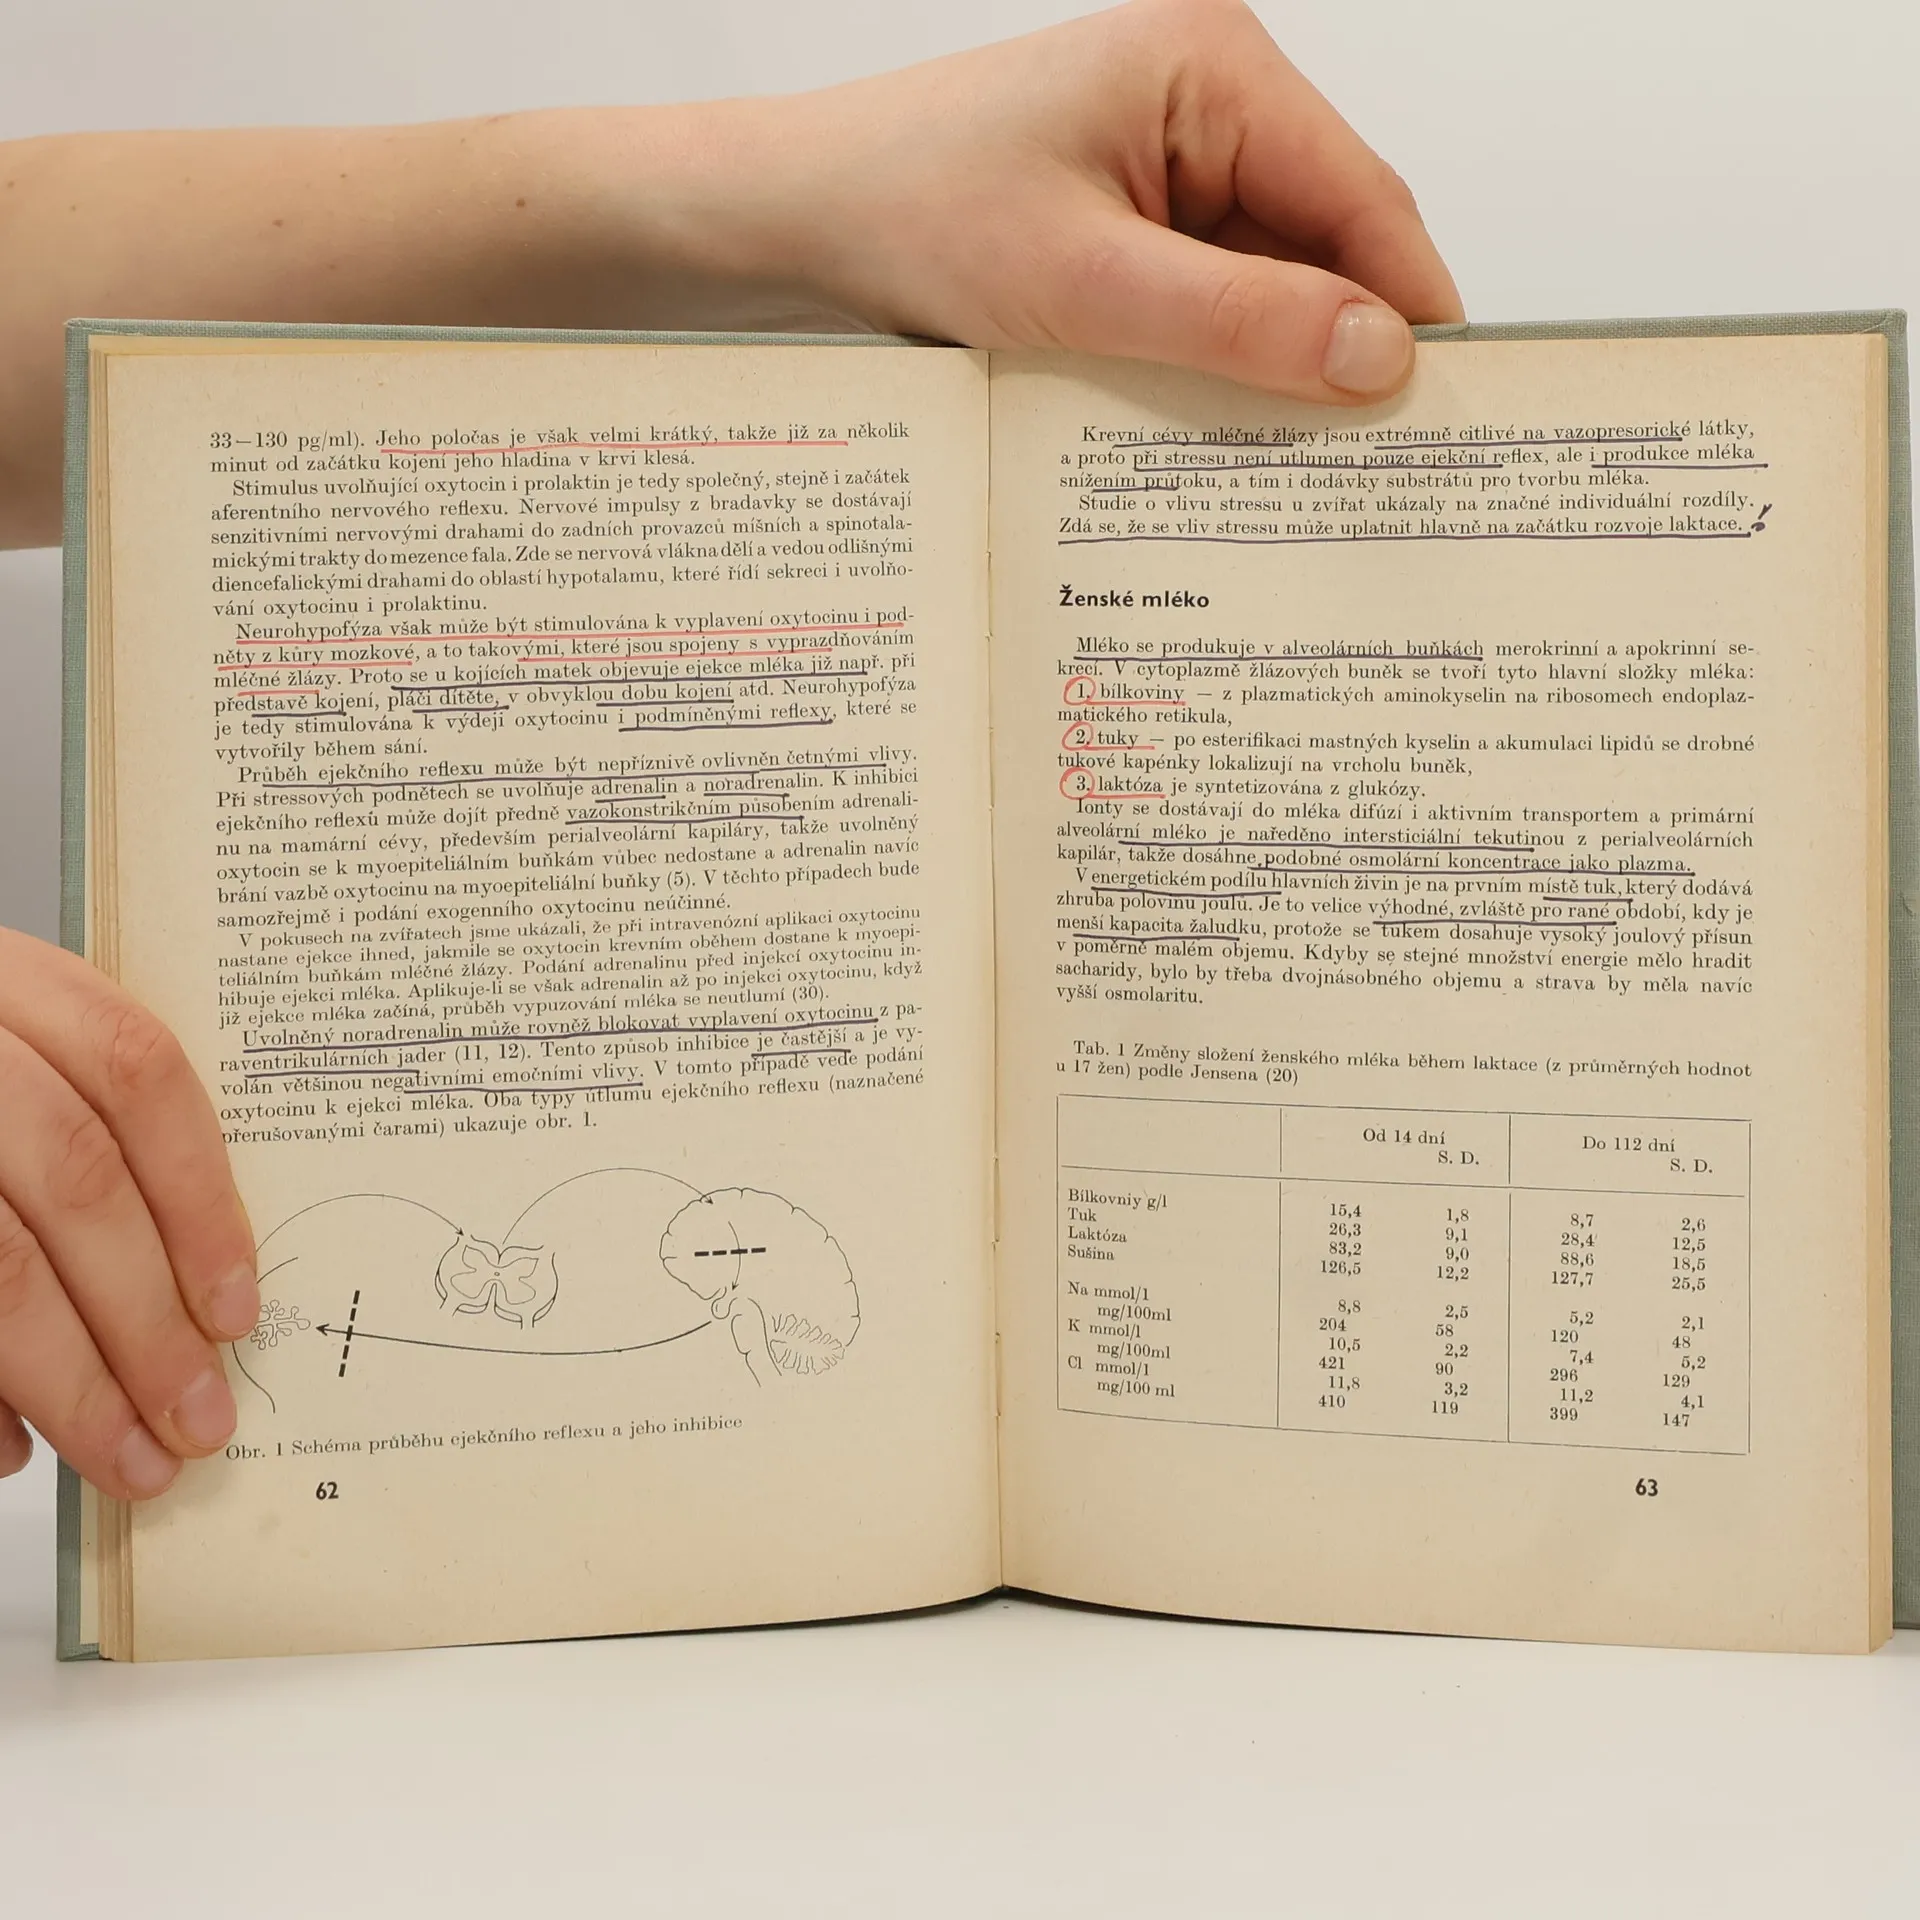 33—130 pg/ml). Jeho poločas je však velmi krátký, takže již za několik
minut od začátku kojení jeho hladina v krvi klesá.
Stimulus uvolňující oxytocin i prolaktin je tedy společný, stejně i začátek
aferentního nervového reflexu. Nervové impulsy z bradavky se dostávají
senzitivními nervovými drahami do zadních provazců míšních a spinotala-
mickými trakty do mezence fala. Zde se nervová vlákna dělí a vedou odlišnými
diencefalickými drahami do oblastí hypotalamu, které řídí sekreci i uvolňo-
vání oxytocinu i prolaktinu.
Neurohypofýza však může být stimulována k vyplavení oxytocinu i pod-
něty z kůry mozkové, a to takovými, které jsou spojeny s vyprazdňováním
mléčné žlázy. Proto se u kojících matek objevuje ejekce mléka již např. při
představě kojení, pláči dítěte, v obvyklou dobu kojení atd. Neurohypofýza
je tedy stimulována k výdeji oxytocinu i podmíněnými reflexy, které se
vytvořily během sání.
Průběh ejekčního reflexu může být nepříznivě ovlivněn četnými vlivy.
Při stressových podnětech se uvolňuje adrenalin a noradrenalin. K inhibici
ejekčního reflexů může dojít předně vazokonstrikčním působením adrenali-
nu na mamární cévy, především perialveolární kapiláry, takže uvolněný
oxytocin se k myoepiteliálním buňkám vůbec nedostane a adrenalin navíc
brání vazbě oxytocinu na myoepiteliální buňky (5). V těchto případech bude
samozřejmě i podání exogenního oxytocinu neúčinné.
V pokusech na zvířatech jsme ukázali, že při intravenózní aplikaci oxytocinu
nastane ejekce ihned, jakmile se oxytocin krevním oběhem dostane k myoepi-
teliálním buňkám mléčné žlázy. Podání adrenalinu před injekcí oxytocinu in-
hibuje ejekci mléka. Aplikuje-li se však adrenalin až po injekci oxytocinu, když
již ejekce mléka začíná, průběh vypuzování mléka se neutlumí (30).
Uvolněný noradrenalin může rovněž blokovat vyplavení oxytocinu z pa-
raventrikulárních jader (11, 12). Tento způsob inhibice je častější a je vy-
volán většinou negativními emočními vlivy. V tomto případě vede podání
oxytocinu k ejekci mléka. Oba typy útlumu ejekčního reflexu (naznačené
přerušovanými čarami) ukazuje obr. 1.
Obr. 1 Schéma průběhu ejekčního reflexu a jeho inhibice
62
Krevní cévy mléčné žlázy jsou extrémně citlivé na vazopresorické látky,
a proto při stressu není utlumen pouze ejekční reflex, ale i produkce mléka
snížením průtoku, a tím i dodávky substrátů pro tvorbu mléka.
Studie o vlivu stressu u zvířat ukázaly na značné individuální rozdíly.
Zdá se, že se vliv stressu může uplatnit hlavně na začátku rozvoje laktace. !
Ženské mléko
Mléko se produkuje v alveolárních buňkách merokrinní a apokrinní se-
krecí. V cytoplazmě žlázových buněk se tvoří tyto hlavní složky mléka:
1. bílkoviny — z plazmatických aminokyselin na ribosomech endoplaz-
matického retikula,
2. tuky — po esterifikaci mastných kyselin a akumulaci lipidů se drobné
tukové kapénky lokalizují na vrcholu buněk,
3. laktóza je syntetizována z glukózy.
Ionty se dostávají do mléka difúzí i aktivním transportem a primární
alveolární mléko je naředěno intersticiální tekutinou z perialveolárních
kapilár, takže dosáhne podobné osmolární koncentrace jako plazma.
V energetickém podílu hlavních živin je na prvním místě tuk, který dodává
zhruba polovinu joulů. Je to velice výhodné, zvláště pro rané období, kdy je
menší kapacita žaludku, protože se tukem dosahuje vysoký joulový přísun
v poměrně malém objemu. Kdyby se stejné množství energie mělo hradit
sacharidy, bylo by třeba dvojnásobného objemu a strava by měla navíc
vyšší osmolaritu.
Tab. 1 Změny složení ženského mléka během laktace (z průměrných hodnot
u 17 žen) podle Jensena (20)
Od 14 dní Do 112 dní
S. D. S. D.
Bílkovniy g/l 15,4 1,8 8,7 2,6
Tuk 26,3 9,1 28,4 12,5
Laktóza 83,2 9,0 88,6 18,5
Sušina 126,5 12,2 127,7 25,5
Na mmol/l 8,8 2,5 5,2 2,1
mg/100ml 204 58 120 48
K mmol/l 10,5 2,2 7,4 5,2
mg/100ml 421 90 296 129
Cl mmol/l 11,8 3,2 11,2 4,1
mg/100 ml 410 119 399 147
63